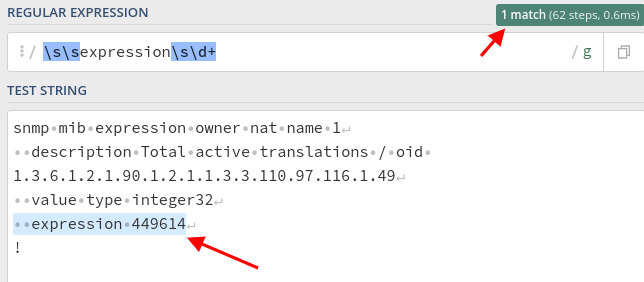 REGULAR EXPRESSION
1 match (62 steps, 0.6ms)
/ \s\sexpression\s\d+ / g
TEST STRING
snmp·mib·expression·owner·nat·name·1↵
··description·Total·active·translations·/·oid·
1.3.6.1.2.1.90.1.2.1.1.3.3.110.97.116.1.49↵
··value·type·integer32↵
··expression·449614↵
!